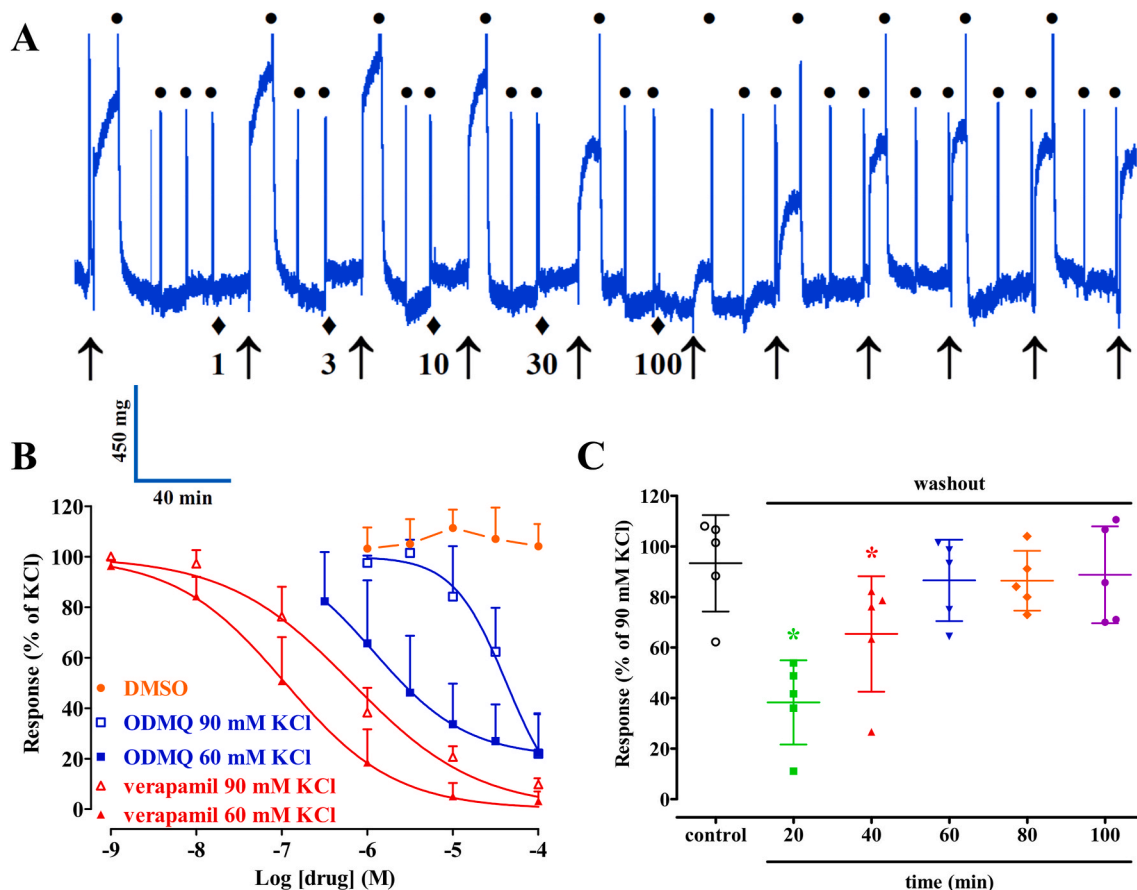 A
1 3 10 30 100
450 mg
40 min
B
Response (% of KCl)
120
100
80
60
40
20
0
DMSO
ODMQ 90 mM KCl
ODMQ 60 mM KCl
verapamil 90 mM KCl
verapamil 60 mM KCl
-9 -8 -7 -6 -5 -4
Log [drug] (M)
C
washout
Response (% of 90 mM KCl)
120
100
80
60
40
20
0
* *
control 20 40 60 80 100
time (min)